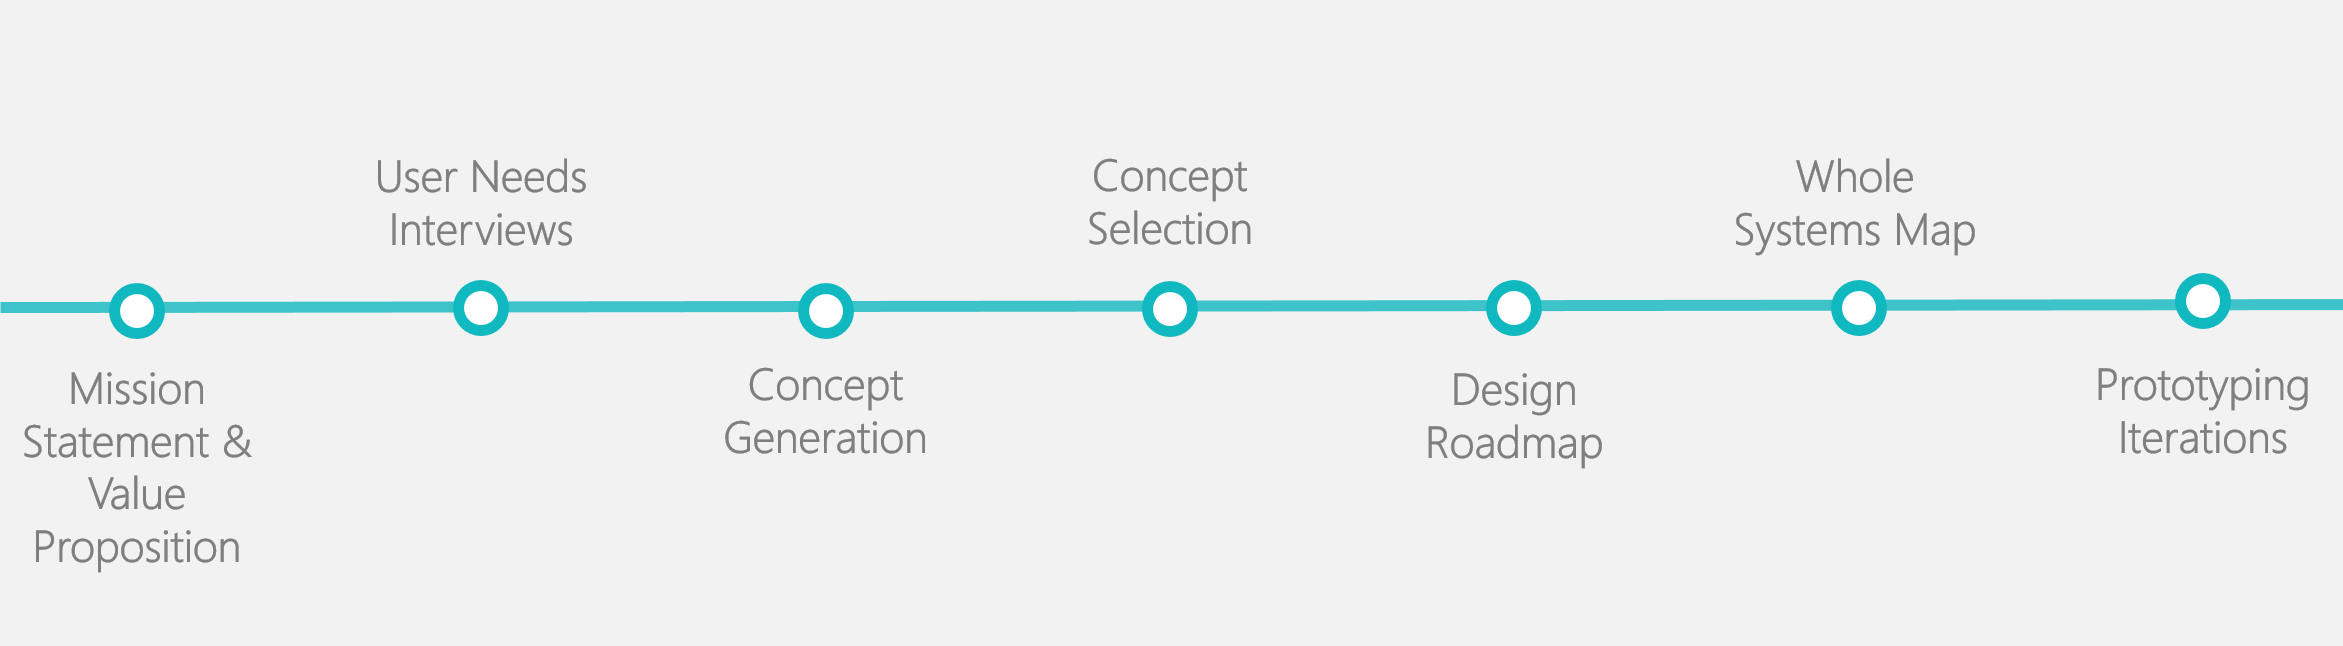 Mission
Statement &
Value
Proposition
User Needs
Interviews
Concept
Generation
Concept
Selection
Design
Roadmap
Whole
Systems Map
Prototyping
Iterations